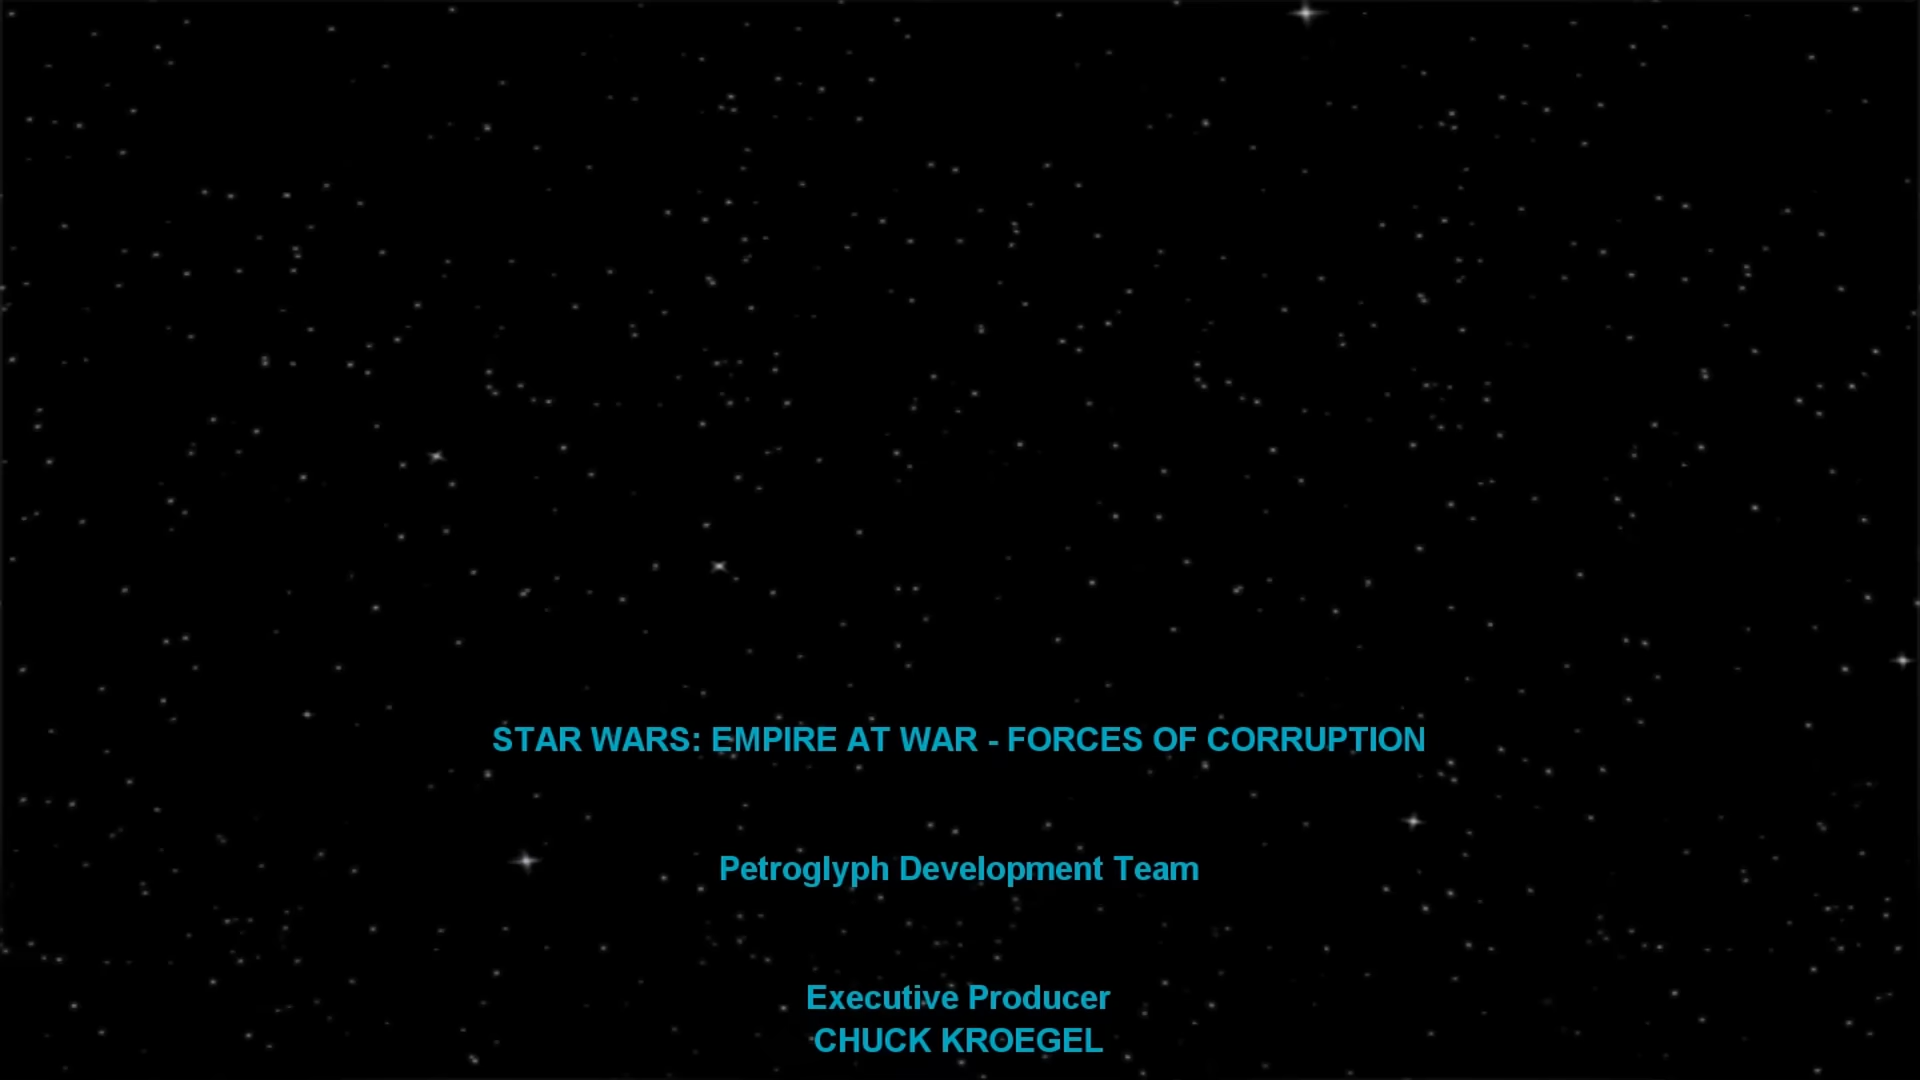 STAR WARS: EMPIRE AT WAR - FORCES OF CORRUPTION
Petroglyph Development Team
Executive Producer
CHUCK KROEGEL